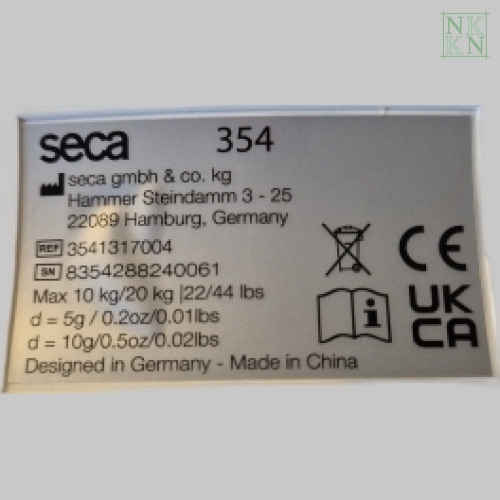 NK
KN
seca 354
seca gmbh & co. kg
Hammer Steindamm 3 - 25
22089 Hamburg, Germany
REF 3541317004
SN 8354288240061
Max 10 kg/20 kg |22/44 lbs
d = 5g / 0.2oz/0.01lbs
d = 10g/0.5oz/0.02lbs
Designed in Germany - Made in China
CE
UK
CA
i